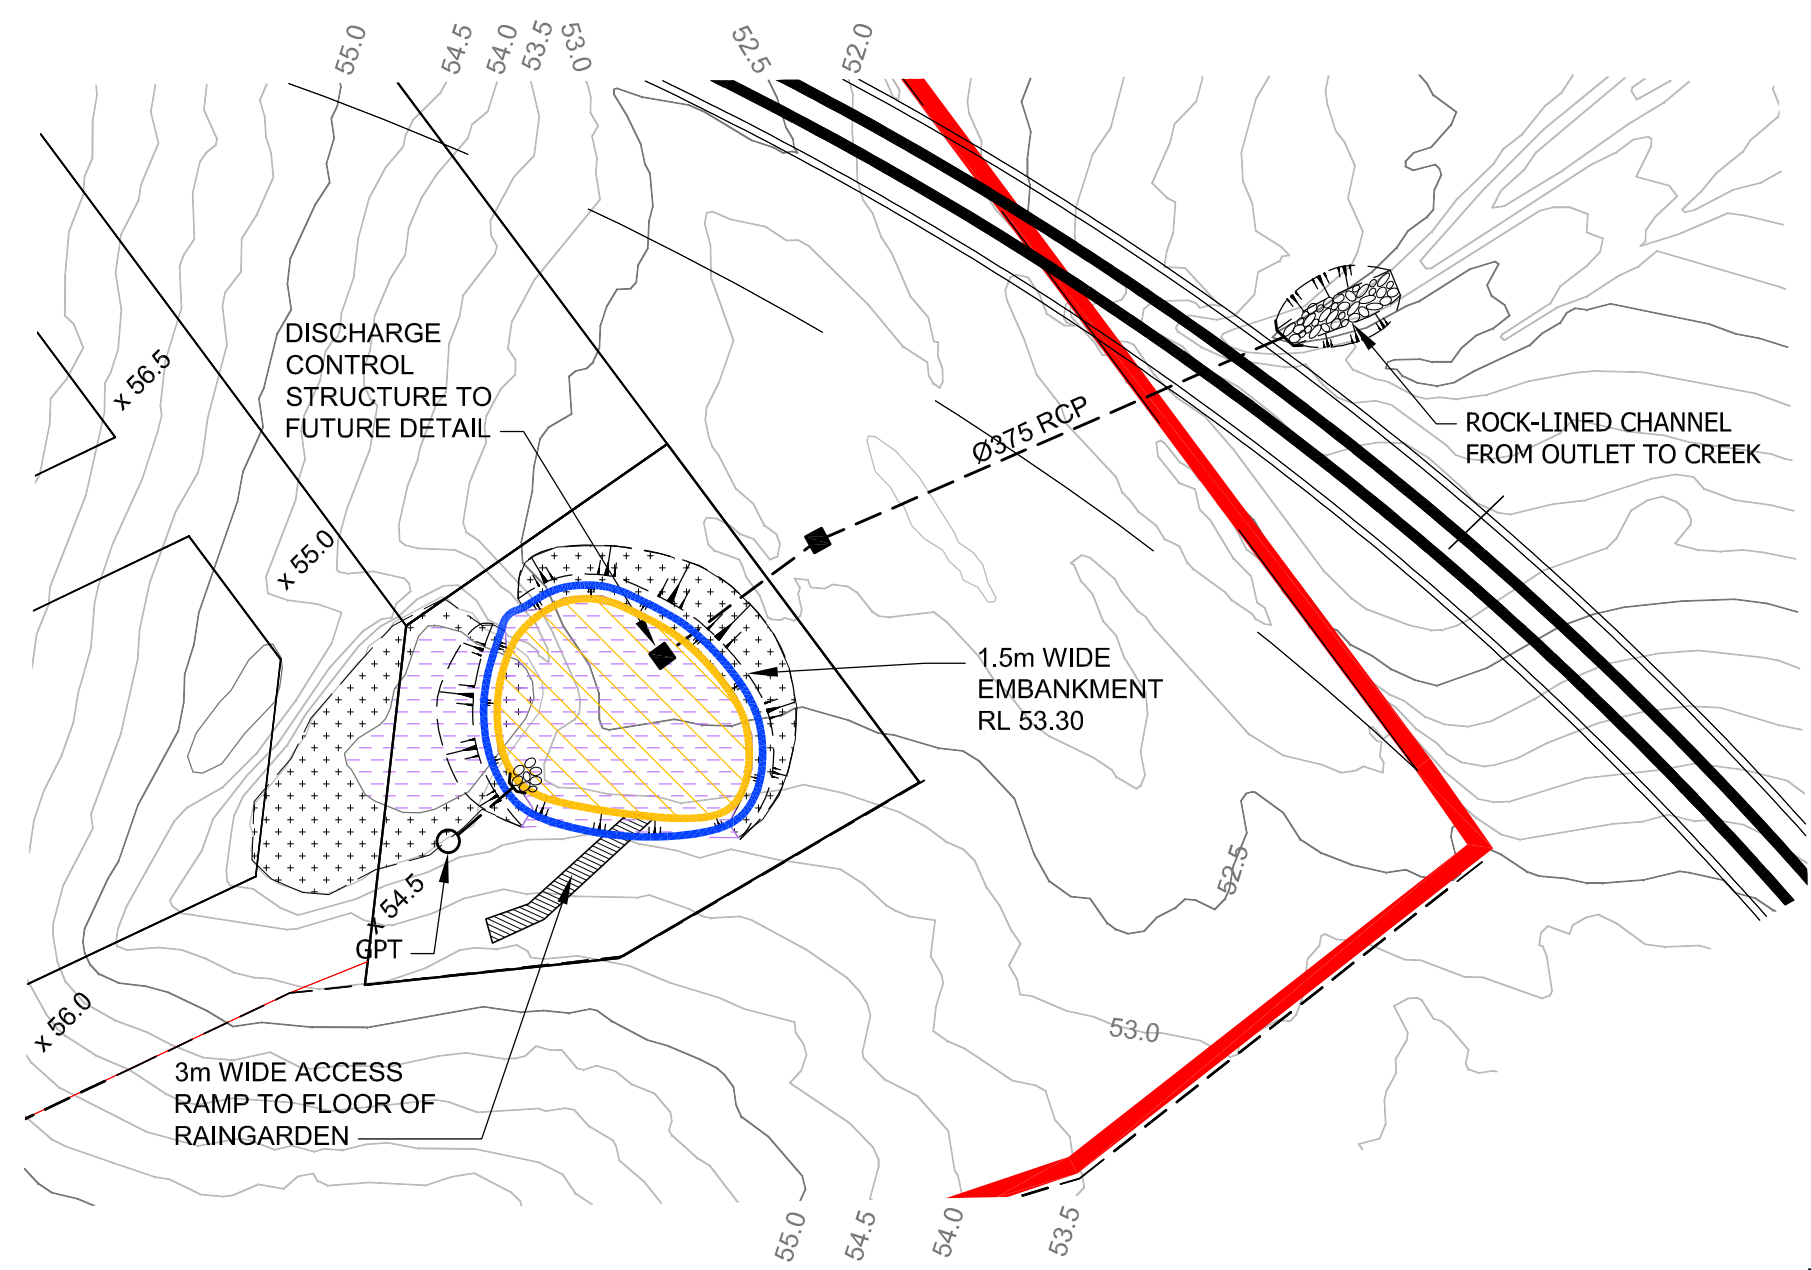 55.0
54.5
54.0
53.5
53.0
52.5
52.0
x 56.5
DISCHARGE
CONTROL
STRUCTURE TO
FUTURE DETAIL
Ø375 RCP
ROCK-LINED CHANNEL
FROM OUTLET TO CREEK
x 55.0
1.5m WIDE
EMBANKMENT
RL 53.30
x 54.5
GPT
52.5
x 56.0
53.0
3m WIDE ACCESS
RAMP TO FLOOR OF
RAINGARDEN
55.0
54.5
54.0
53.5